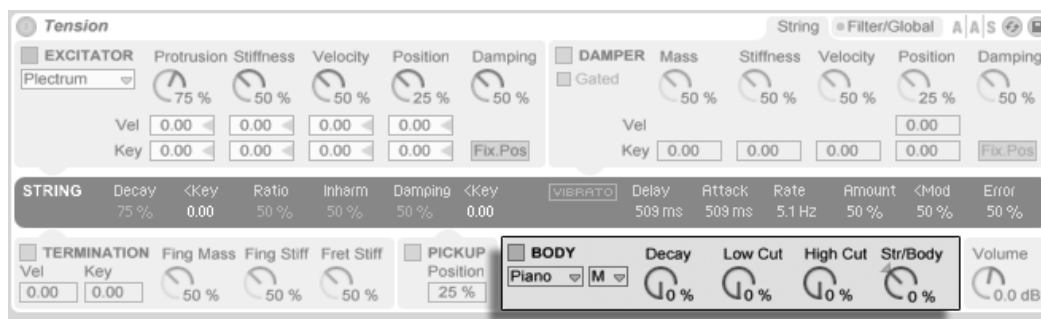 Tension String Filter/Global A A S
EXCITATOR Protrusion Stiffness Velocity Position Damping
Plectrum 75 % 50 % 50 % 25 % 50 %
Vel 0.00 0.00 0.00 0.00
Key 0.00 0.00 0.00 0.00 Fix.Pos
DAMPER Mass Stiffness Velocity Position Damping
Gated 50 % 50 % 50 % 25 % 50 %
Vel 0.00
Key 0.00 0.00 0.00 0.00 Fix.Pos
STRING Decay <Key Ratio Inharm Damping <Key VIBRATO Delay Attack Rate Amount <Mod Error
75 % 0.00 50 % 50 % 50 % 0.00 509 ms 509 ms 5.1 Hz 50 % 50 % 50 %
TERMINATION Fing Mass Fing Stiff Fret Stiff
Vel Key
0.00 0.00 50 % 50 % 50 %
PICKUP
Position
25 %
BODY Decay Low Cut High Cut Str/Body
Piano M 0 % 0 % 0 % 0 %
Volume
0.0 dB